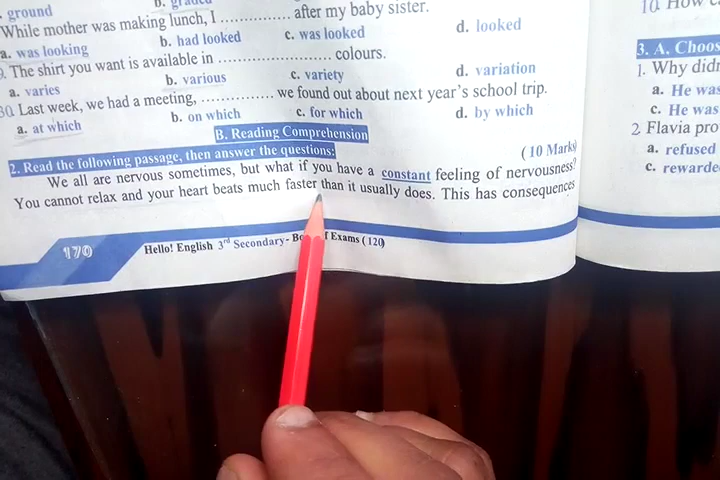 ground
b. graded
While mother was making lunch, I .............. after my baby sister.
a. was looking
b. had looked
c. was looked
d. looked
9. The shirt you want is available in .......................... colours.
a. varies
b. various
c. variety
d. variation
30. Last week, we had a meeting, .............. we found out about next year's school trip.
a. at which
b. on which
c. for which
d. by which
B. Reading Comprehension
2. Read the following passage, then answer the questions:
(10 Marks)
We all are nervous sometimes, but what if you have a constant feeling of nervousness?
You cannot relax and your heart beats much faster than it usually does. This has consequences
170
Hello! English 3rd Secondary - Bo f Exams (120)
10. How
3. A. Choos
1. Why didn
a. He was
c. He was
2. Flavia pro
a. refused
c. rewarde